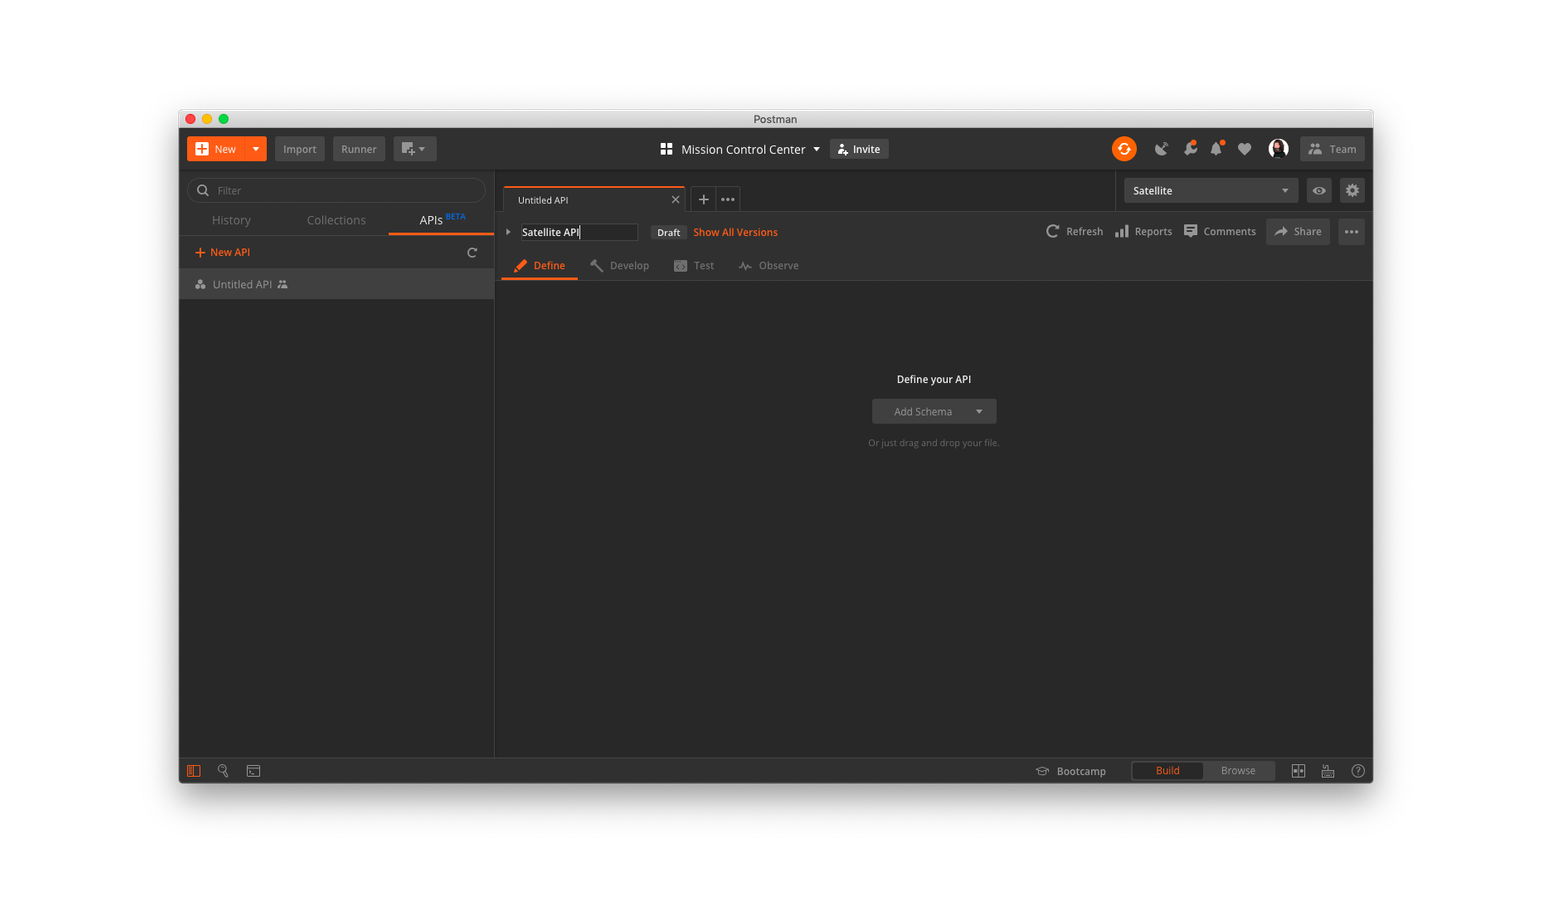 Postman
New
Import
Runner
Mission Control Center
Invite
Team
Filter
History
Collections
APIs BETA
New API
Untitled API
Untitled API
Satellite
Satellite API
Draft
Show All Versions
Refresh
Reports
Comments
Share
Define
Develop
Test
Observe
Define your API
Add Schema
Or just drag and drop your file.
Bootcamp
Build
Browse